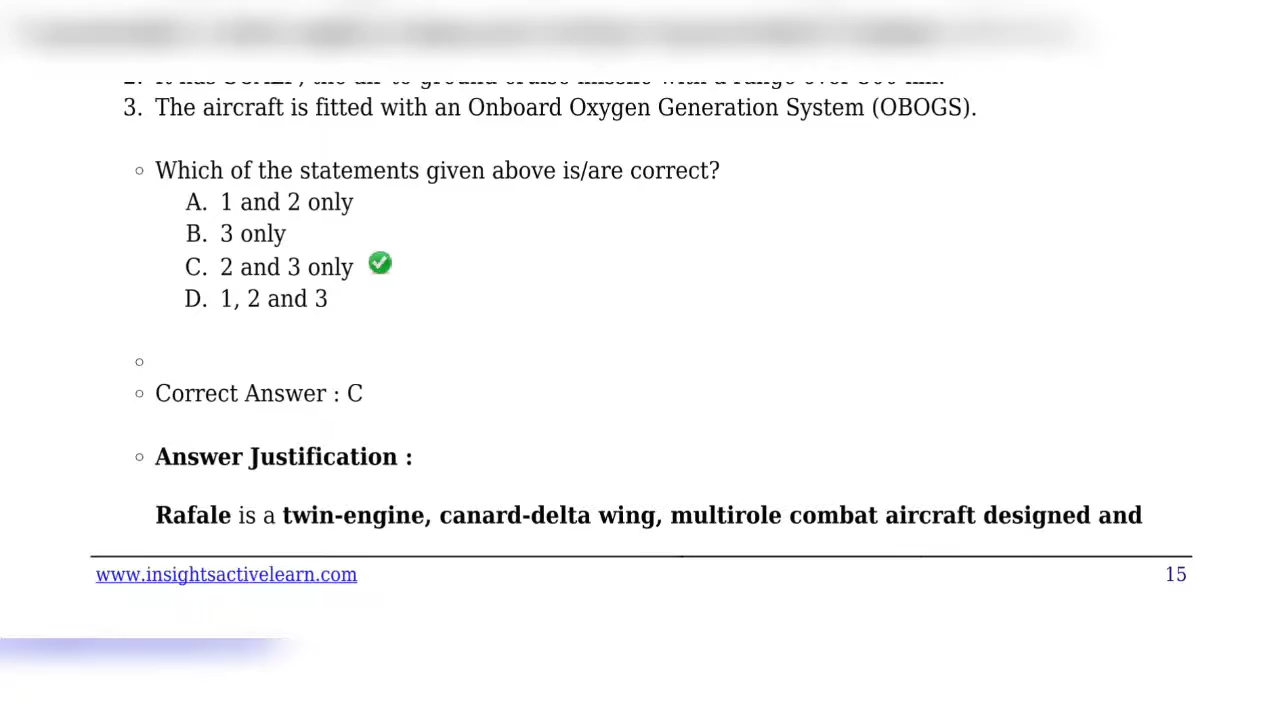 3. The aircraft is fitted with an Onboard Oxygen Generation System (OBOGS).
Which of the statements given above is/are correct?
A. 1 and 2 only
B. 3 only
C. 2 and 3 only
D. 1, 2 and 3
Correct Answer : C
Answer Justification :
Rafale is a twin-engine, canard-delta wing, multirole combat aircraft designed and
www.insightsactivelearn.com 15